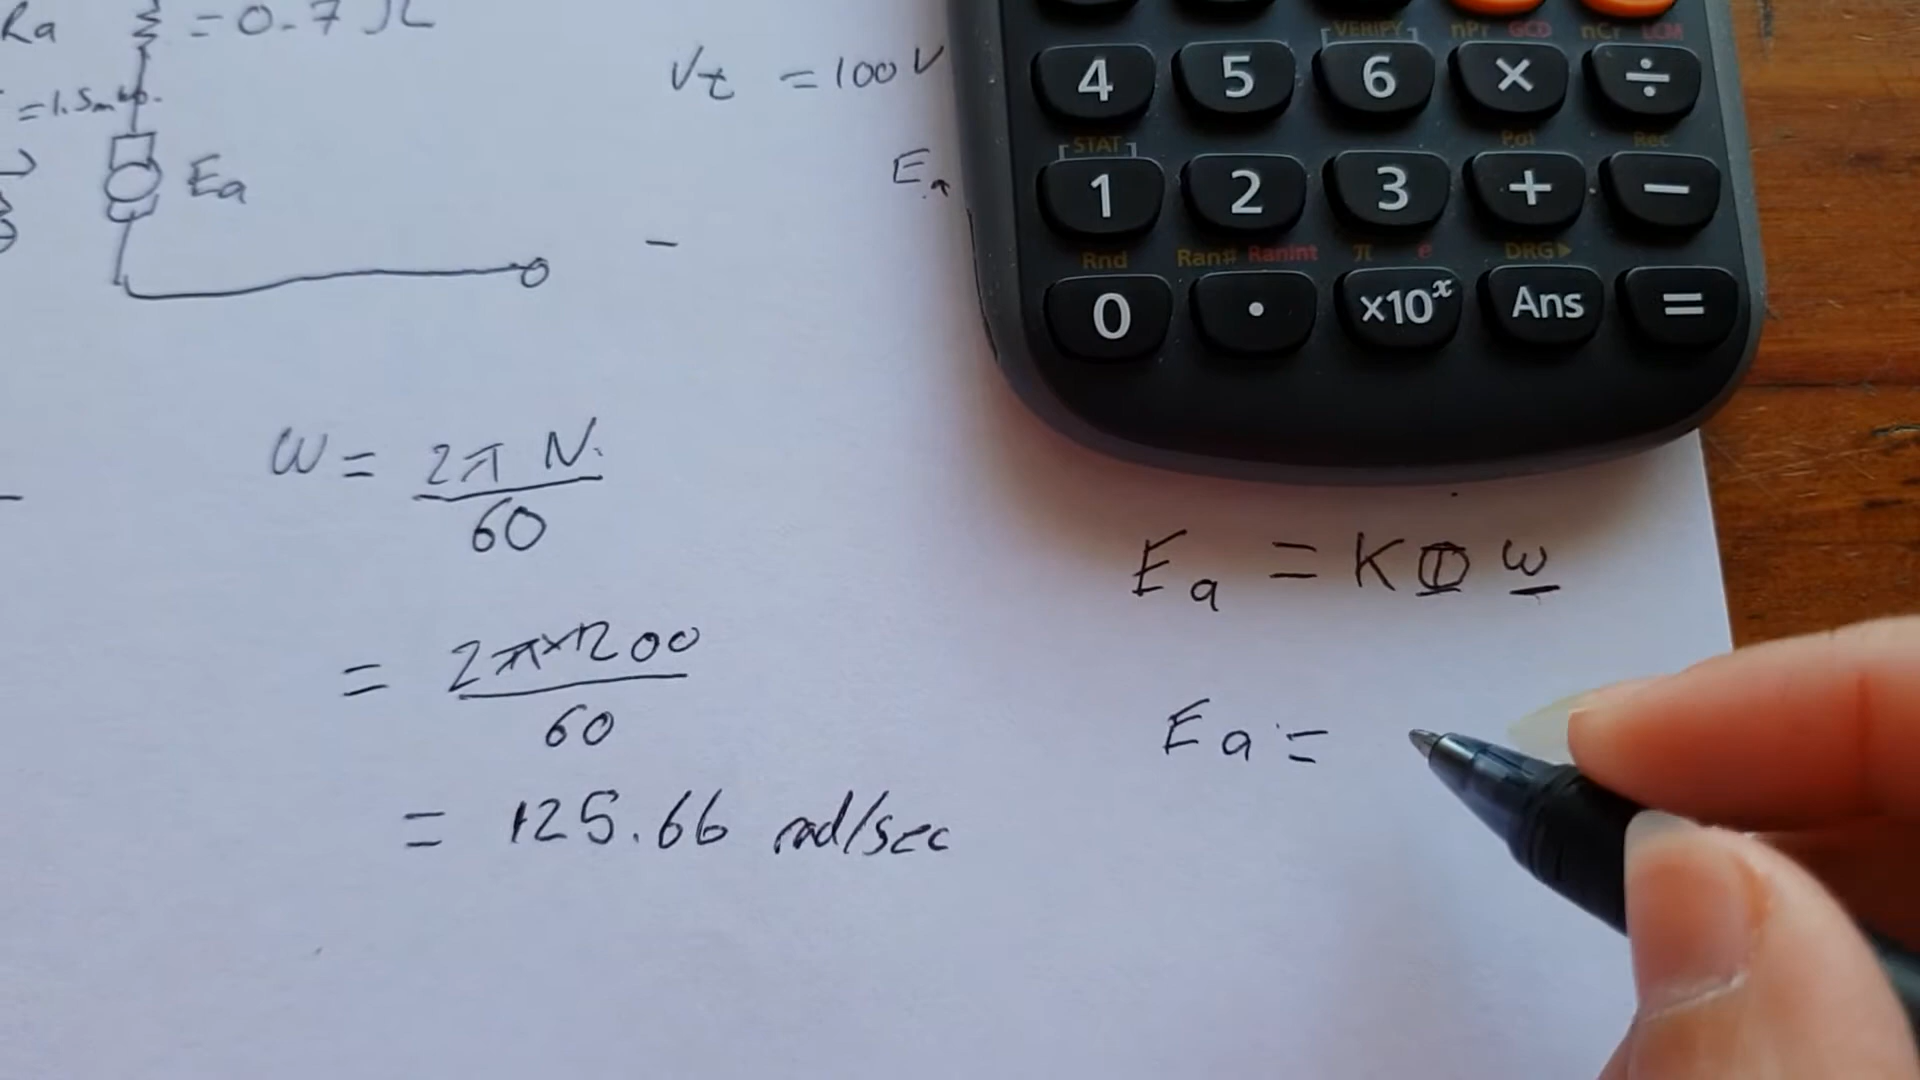 Ra = 0.7 Ω
Vt = 100 V
= 1.5 m
Ea
Ea
ω = 2π N
60
= 2π×1200
60
= 125.66 rad/sec
Ea = K Φ ω
Ea =
VERIFY nPr GCD nCr LCM
4 5 6 × ÷
STAT Pol Rec
1 2 3 + −
Rnd Ran# RanInt π e DRG▶
0 . ×10ˣ Ans =